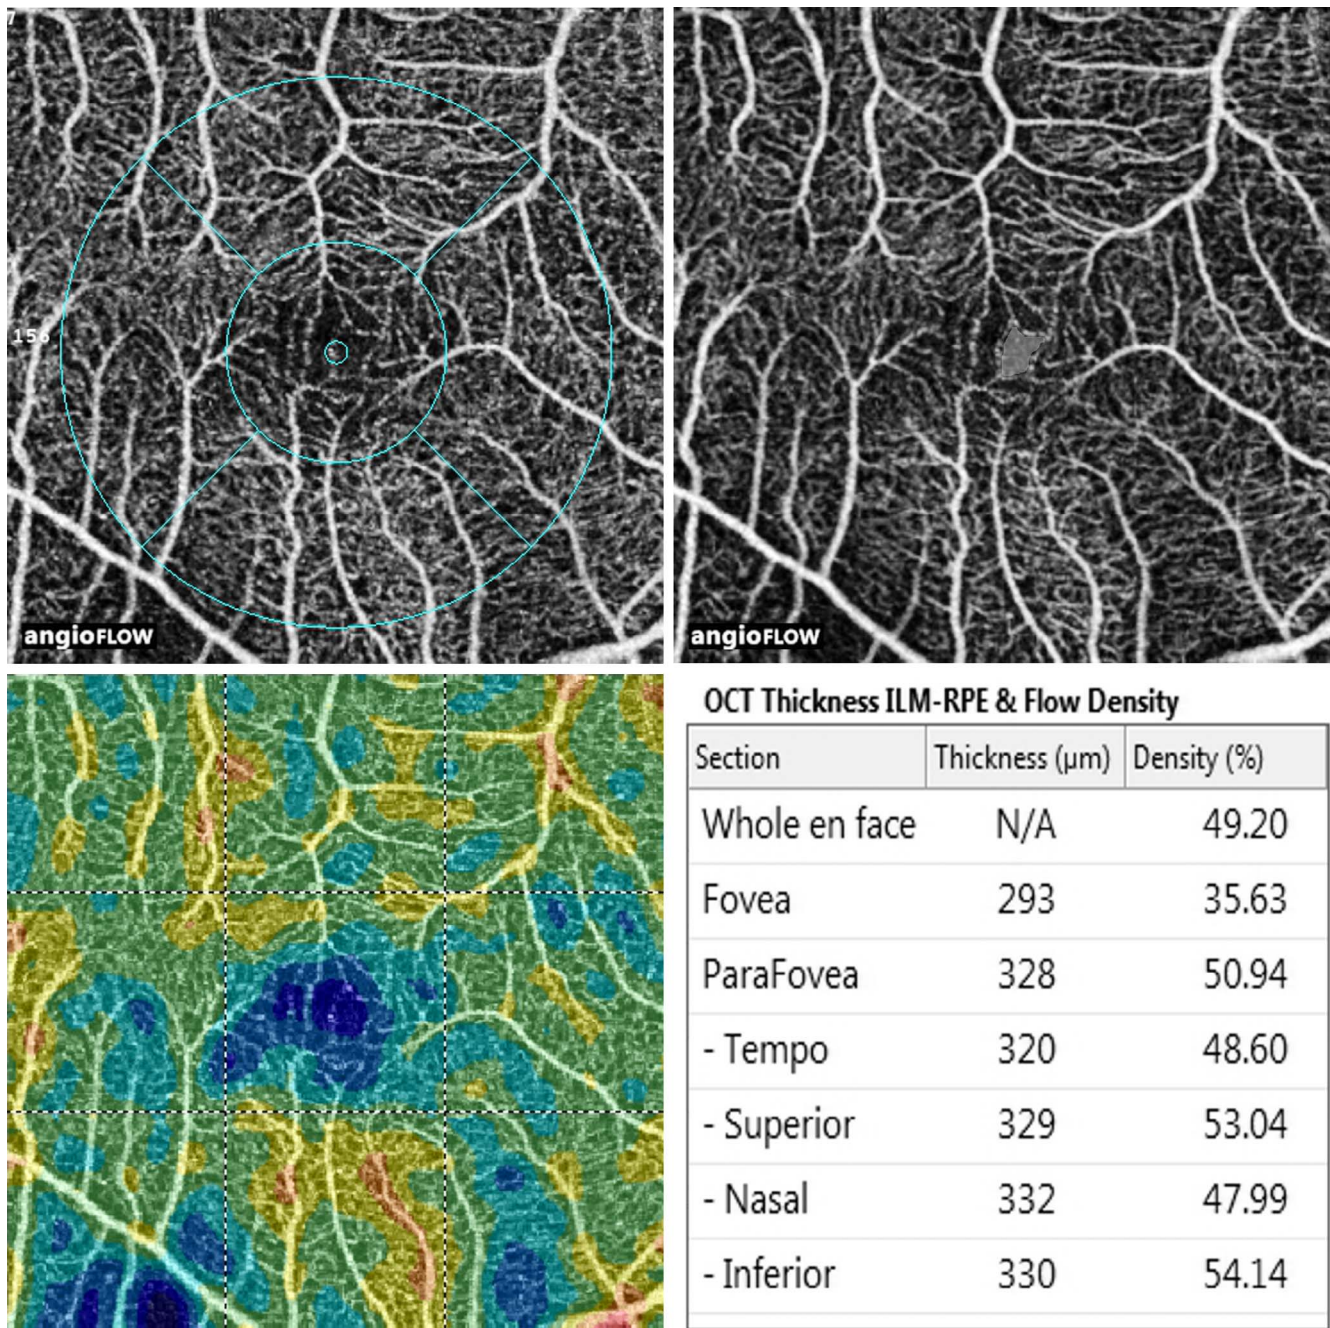 7
156
angioFLOW
angioFLOW
OCT Thickness ILM-RPE & Flow Density
Section Thickness (µm) Density (%)
Whole en face N/A 49.20
Fovea 293 35.63
ParaFovea 328 50.94
- Tempo 320 48.60
- Superior 329 53.04
- Nasal 332 47.99
- Inferior 330 54.14